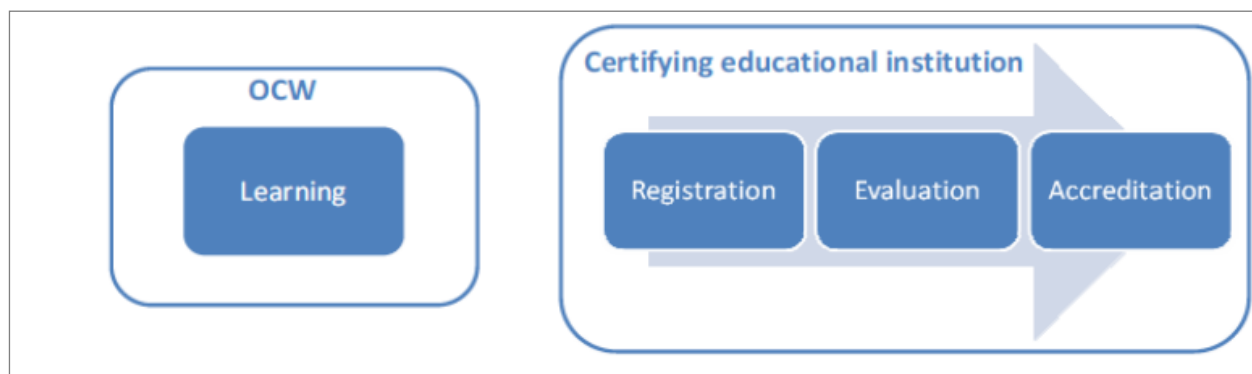 OCW
Learning
Certifying educational institution
Registration
Evaluation
Accreditation